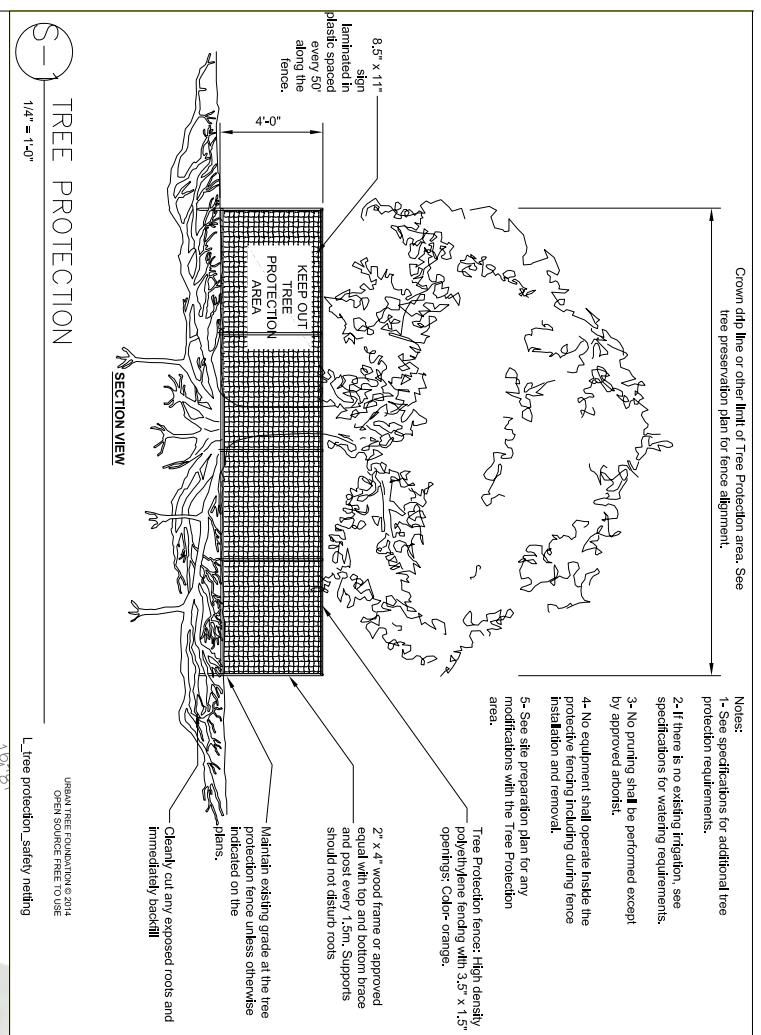 Crown drip line or other limit of Tree Protection area. See
tree preservation plan for fence alignment.
Notes:
1- See specifications for additional tree
protection requirements.
2- If there is no existing irrigation, see
specifications for watering requirements.
3- No pruning shall be performed except
by approved arborist.
4- No equipment shall operate inside the
protective fencing including during fence
installation and removal.
5- See site preparation plan for any
modifications with the Tree Protection
area.
8.5" x 11"
sign
laminated in
plastic spaced
every 50'
along the
fence.
4'-0"
KEEP OUT
TREE
PROTECTION
AREA
Tree Protection fence: High density
polyethylene fencing with 3.5" x 1.5"
openings; Color- orange.
2" x 4" wood frame or approved
equal with top and bottom brace
and post every 1.5m. Supports
should not disturb roots
Maintain existing grade at the tree
protection fence unless otherwise
indicated on the
plans.
Cleanly cut any exposed roots and
immediately backfill
SECTION VIEW
S-1
TREE PROTECTION
1/4" = 1'-0"
URBAN TREE FOUNDATION © 2014
OPEN SOURCE FREE TO USE
L_tree protection_safety netting